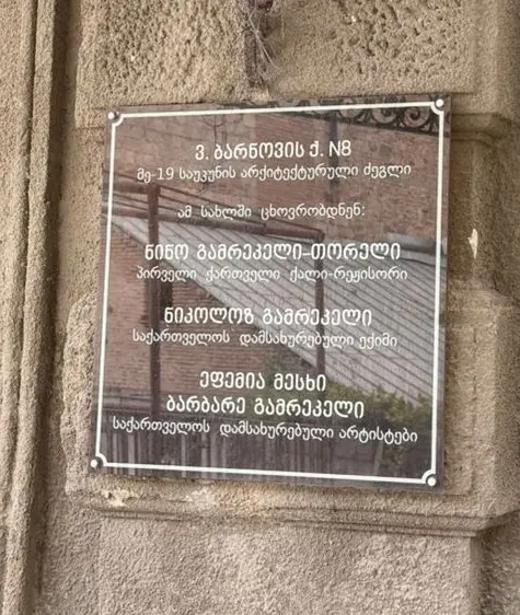 ვ. ბარნოვის ქ. N8
მე-19 საუკუნის არქიტექტურული ძეგლი
ამ სახლში ცხოვრობდნენ:
ნინო გამრეკელი-თორელი
პირველი ქართველი ქალი-რეჟისორი
ნიკოლოზ გამრეკელი
საქართველოს დამსახურებული ექიმი
ეფემია მესხი
ბარბარე გამრეკელი
საქართველოს დამსახურებული არტისტები